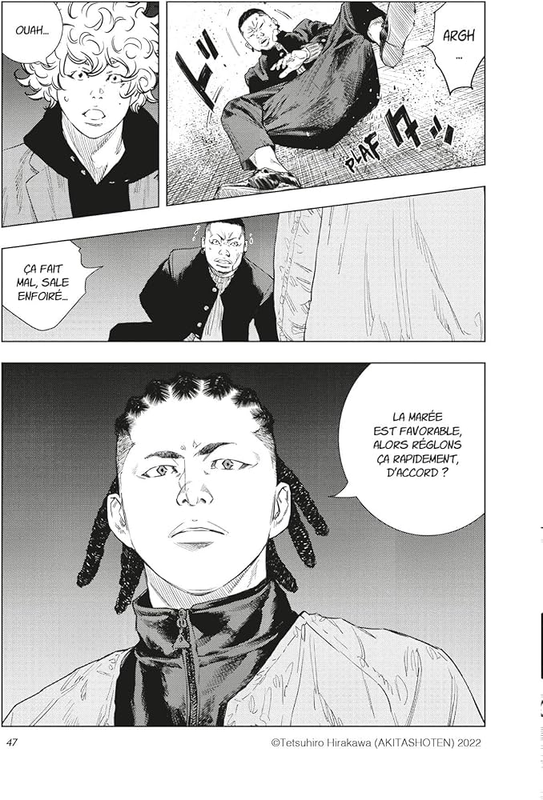 ARGH
...
PLAF
OUAH...
ÇA FAIT
MAL, SALE
ENFOIRÉ...
LA MARÉE
EST FAVORABLE,
ALORS RÉGLONS
ÇA RAPIDEMENT,
D'ACCORD ?
47
©Tetsuhiro Hirakawa (AKITASHOTEN) 2022